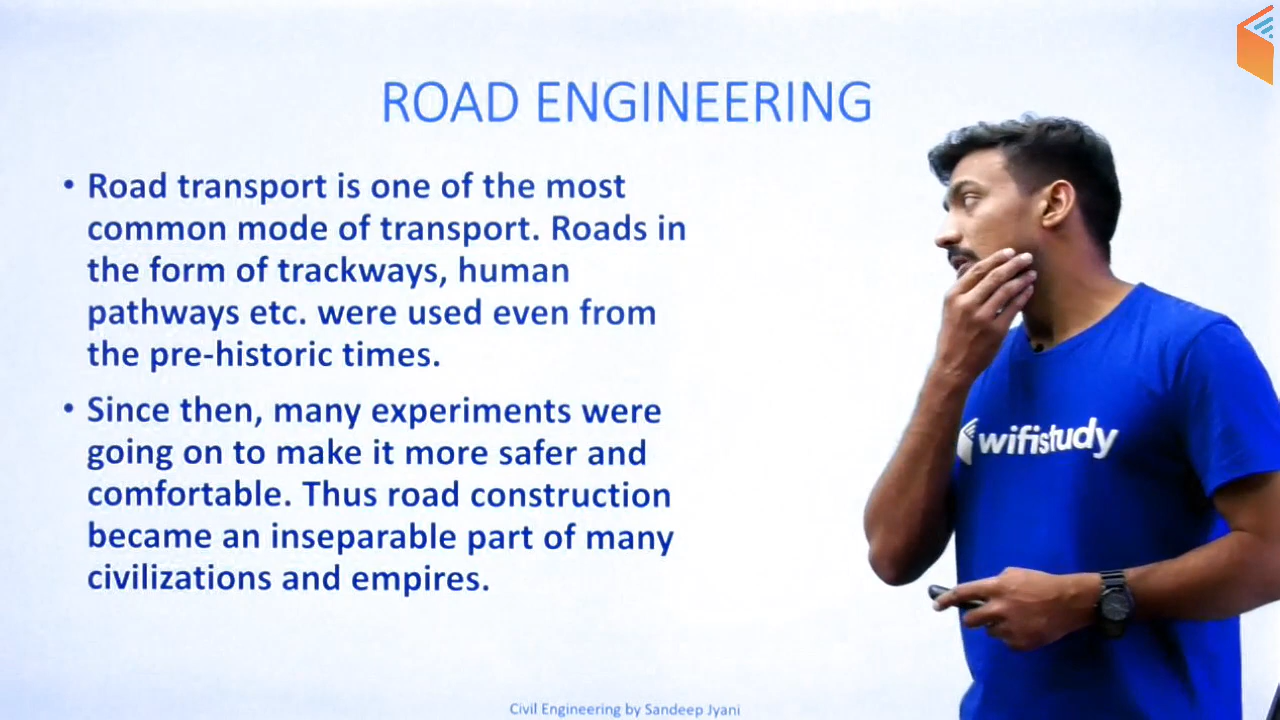 ROAD ENGINEERING
• Road transport is one of the most
common mode of transport. Roads in
the form of trackways, human
pathways etc. were used even from
the pre-historic times.
• Since then, many experiments were
going on to make it more safer and
comfortable. Thus road construction
became an inseparable part of many
civilizations and empires.
wifistudy
Civil Engineering by Sandeep Jyani